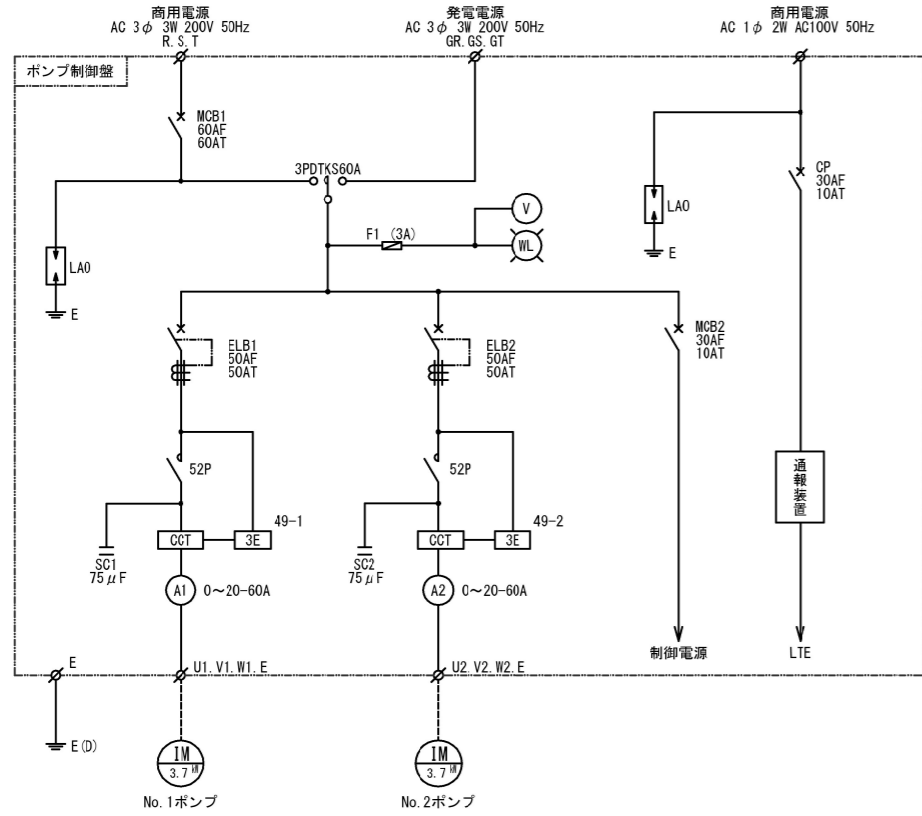 商用電源
AC 3φ 3W 200V 50Hz
R.S.T
発電電源
AC 3φ 3W 200V 50Hz
GR.GS.GT
商用電源
AC 1φ 2W AC100V 50Hz
ポンプ制御盤
MCB1
60AF
60AT
3PDTKS60A
CP
30AF
10AT
LA0
E
F1 (3A)
V
WL
LA0
E
ELB1
50AF
50AT
ELB2
50AF
50AT
MCB2
30AF
10AT
52P
52P
通報装置
49-1
CCT
3E
49-2
CCT
3E
SC1
75μF
SC2
75μF
A1
0～20-60A
A2
0～20-60A
制御電源
LTE
E
U1.V1.W1.E
U2.V2.W2.E
E(D)
IM
3.7kW
IM
3.7kW
No.1ポンプ
No.2ポンプ